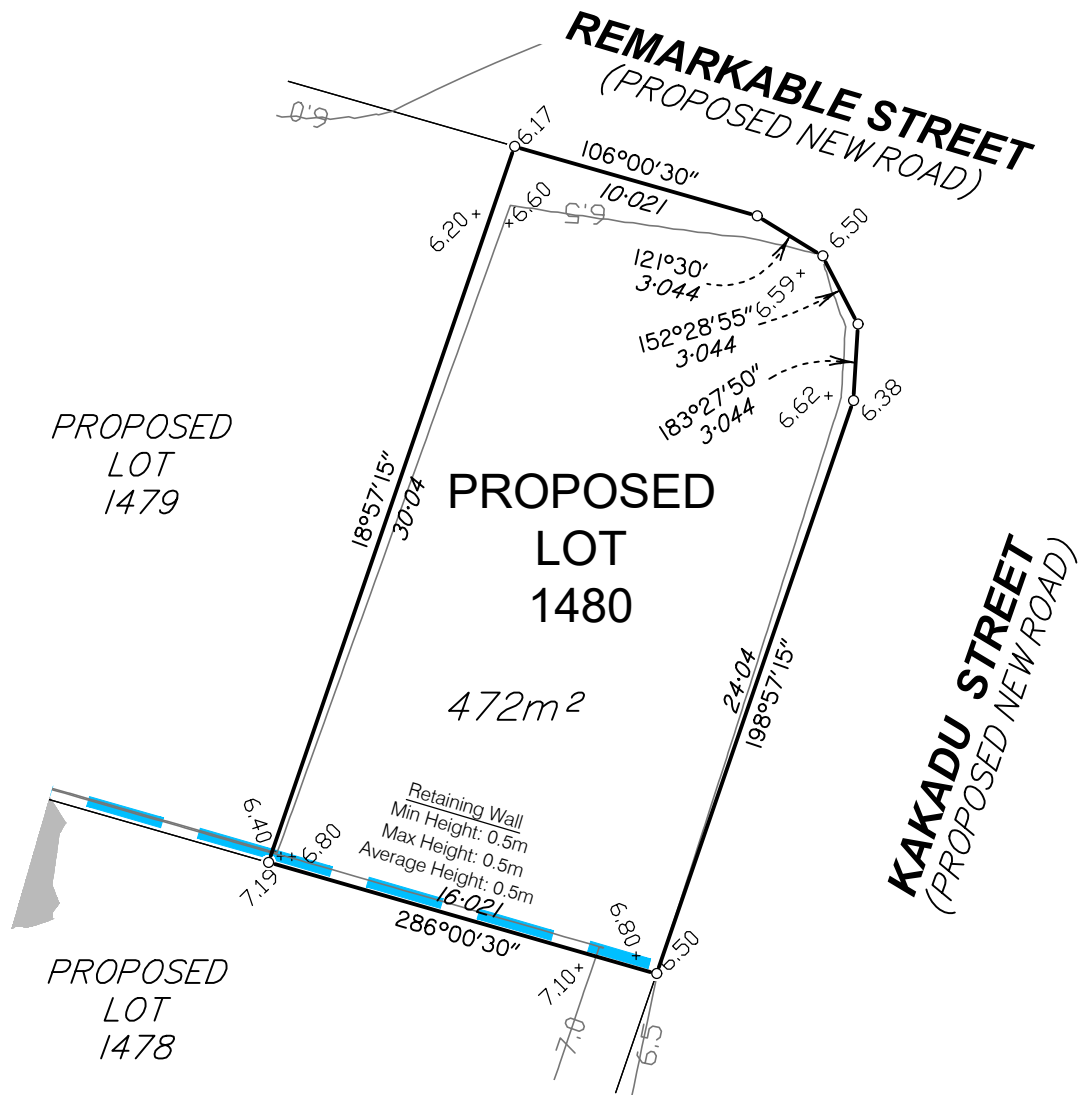 REMARKABLE STREET
(PROPOSED NEW ROAD)
6.0
6.17
106°00'30"
10·021
6.60
6.5
6.20
6.50
121°30'
3·044
6.59
152°28'55"
3·044
183°27'50"
3·044
6.62
6.38
PROPOSED
LOT
1479
18°57'15"
30·04
PROPOSED
LOT
1480
472m²
24·04
198°57'15"
KAKADU STREET
(PROPOSED NEW ROAD)
Retaining Wall
Min Height: 0.5m
Max Height: 0.5m
Average Height: 0.5m
6.40
6.80
7.19
16·021
286°00'30"
6.80
6.50
7.10
7.0
6.5
PROPOSED
LOT
1478